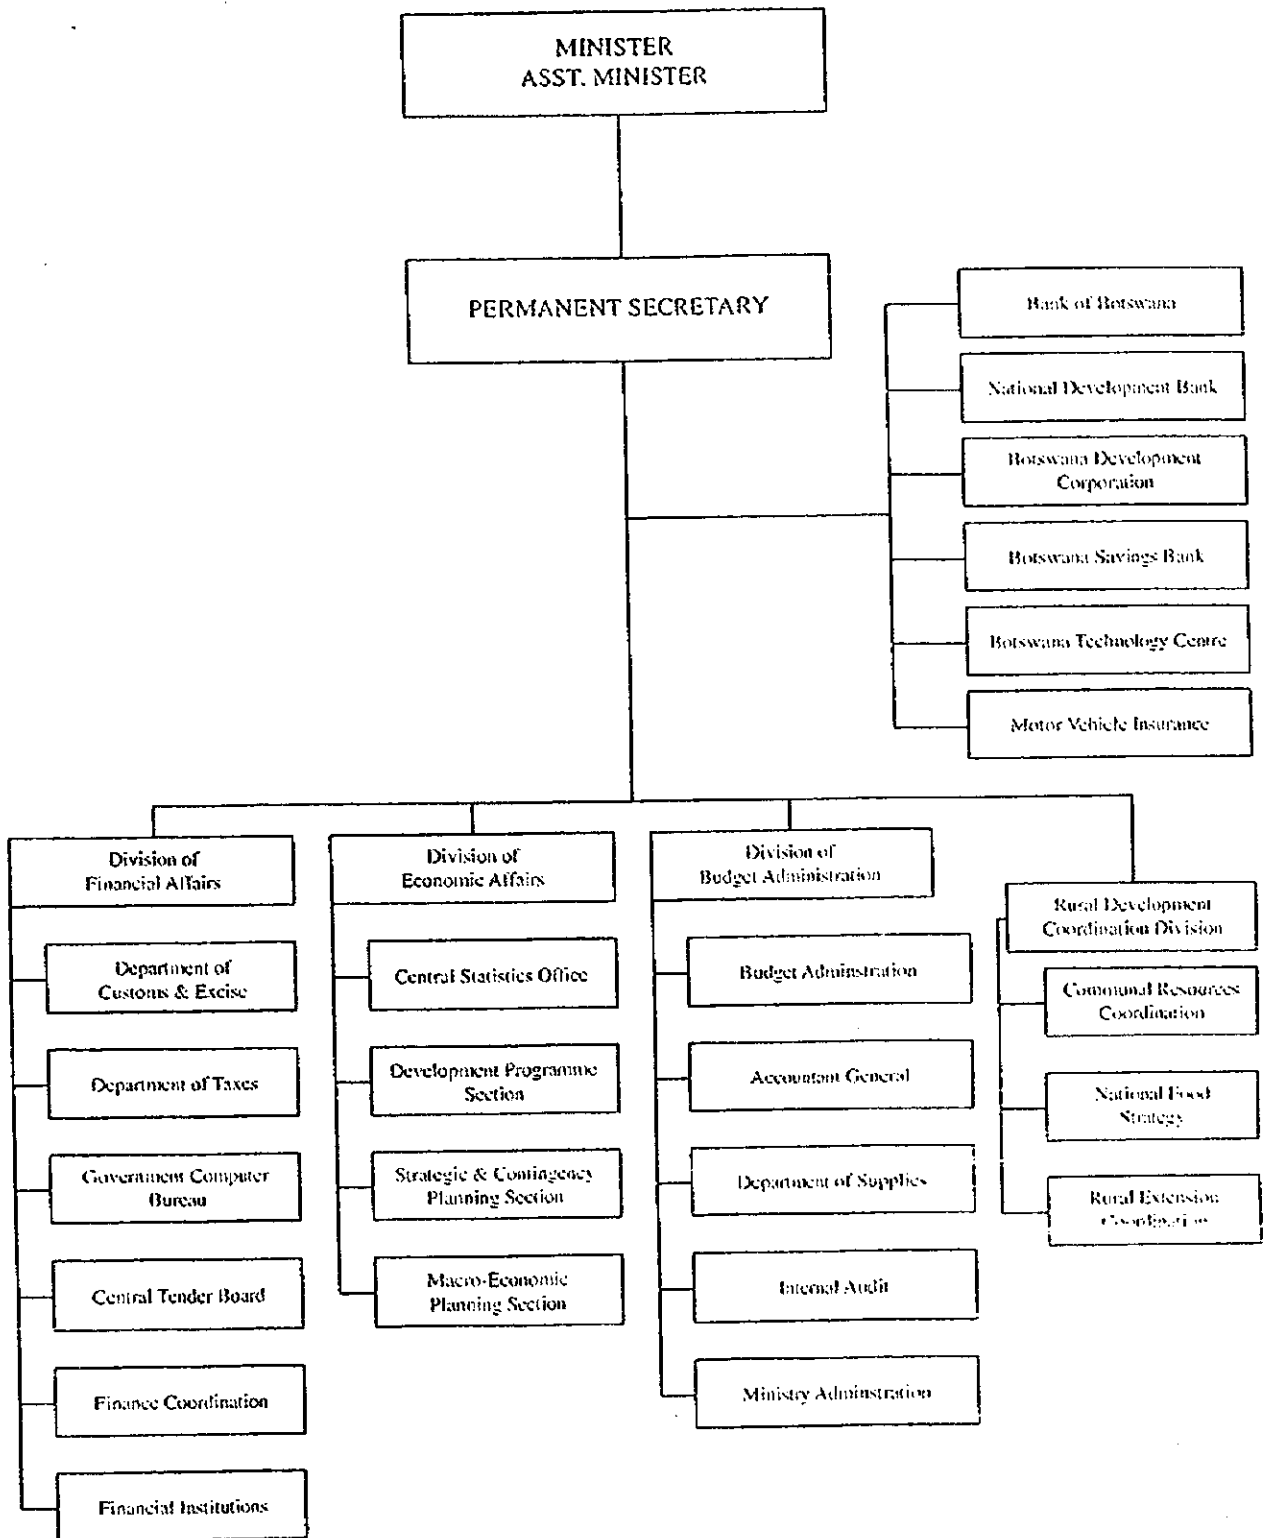 MINISTER
ASST. MINISTER
PERMANENT SECRETARY
Bank of Botswana
National Development Bank
Botswana Development
Corporation
Botswana Savings Bank
Botswana Technology Centre
Motor Vehicle Insurance
Division of
Financial Affairs
Department of
Customs & Excise
Department of Taxes
Government Computer
Bureau
Central Tender Board
Finance Coordination
Financial Institutions
Division of
Economic Affairs
Central Statistics Office
Development Programme
Section
Strategic & Contingency
Planning Section
Macro-Economic
Planning Section
Division of
Budget Administration
Budget Adminstration
Accountant General
Department of Supplies
Internal Audit
Ministry Adminstration
Rural Development
Coordination Division
Communal Resources
Coordination
National Food
Strategy
Rural Extension
Coordination